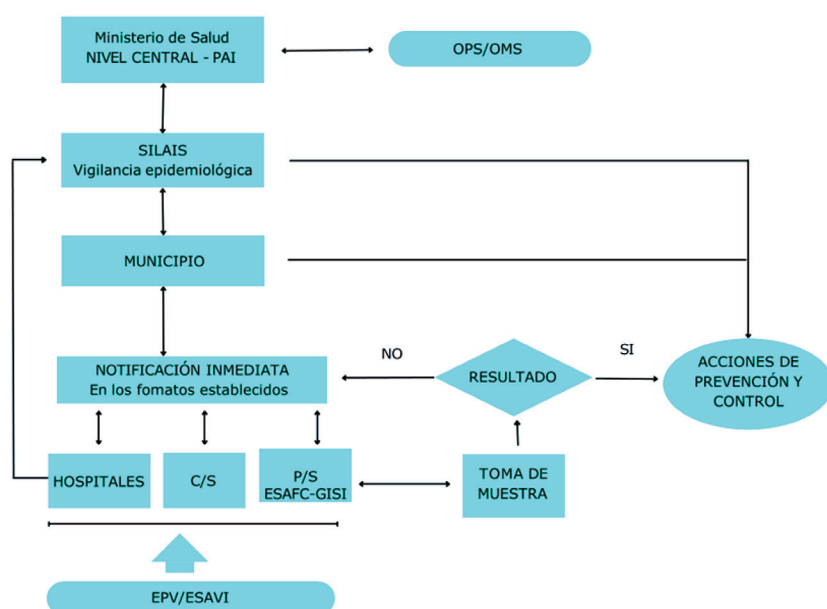 Ministerio de Salud
NIVEL CENTRAL - PAI
OPS/OMS
SILAIS
Vigilancia epidemiológica
MUNICIPIO
NOTIFICACIÓN INMEDIATA
En los fomatos establecidos
NO
RESULTADO
SI
ACCIONES DE
PREVENCIÓN Y
CONTROL
HOSPITALES
C/S
P/S
ESAFC-GISI
TOMA DE
MUESTRA
EPV/ESAVI